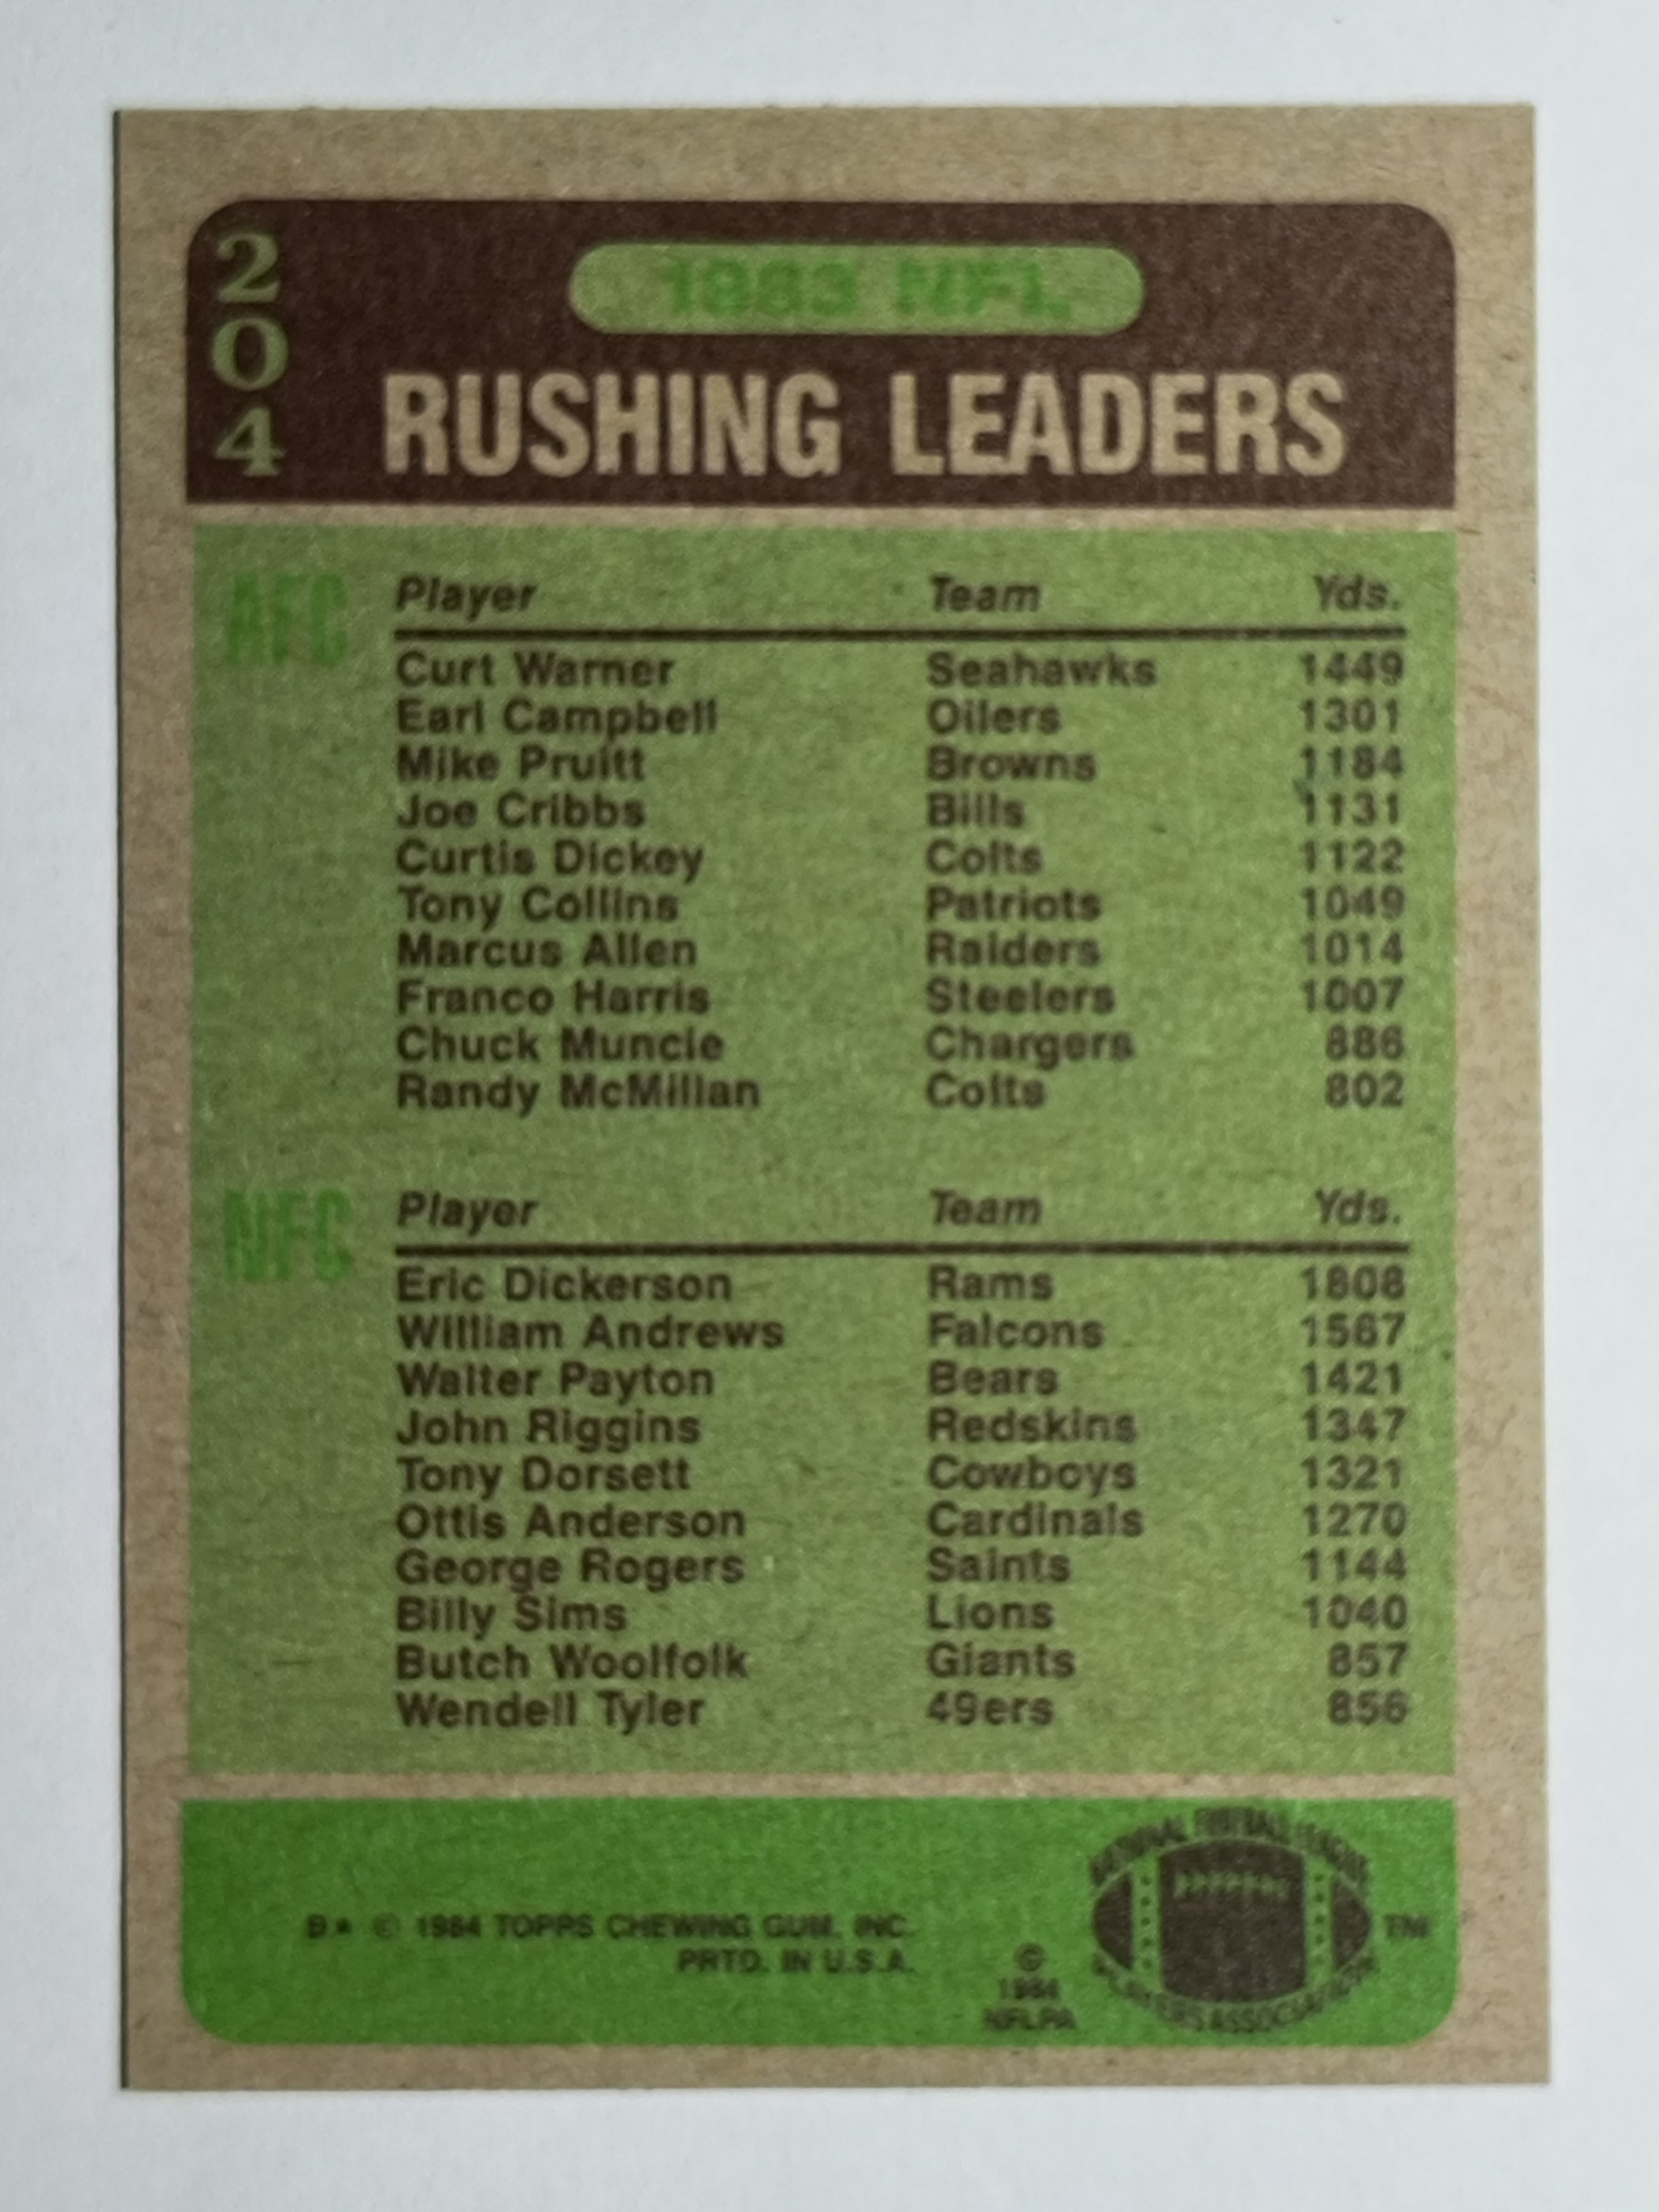 204
1983 NFL
RUSHING LEADERS
AFC Player Team Yds.
Curt Warner Seahawks 1449
Earl Campbell Oilers 1301
Mike Pruitt Browns 1184
Joe Cribbs Bills 1131
Curtis Dickey Colts 1122
Tony Collins Patriots 1049
Marcus Allen Raiders 1014
Franco Harris Steelers 1007
Chuck Muncie Chargers 886
Randy McMillan Colts 802
NFC Player Team Yds.
Eric Dickerson Rams 1808
William Andrews Falcons 1567
Walter Payton Bears 1421
John Riggins Redskins 1347
Tony Dorsett Cowboys 1321
Ottis Anderson Cardinals 1270
George Rogers Saints 1144
Billy Sims Lions 1040
Butch Woolfolk Giants 857
Wendell Tyler 49ers 856
B* © 1984 TOPPS CHEWING GUM, INC.
PRTD. IN U.S.A.
©
1984
NFLPA
NATIONAL FOOTBALL LEAGUE
PLAYERS ASSOCIATION
TM